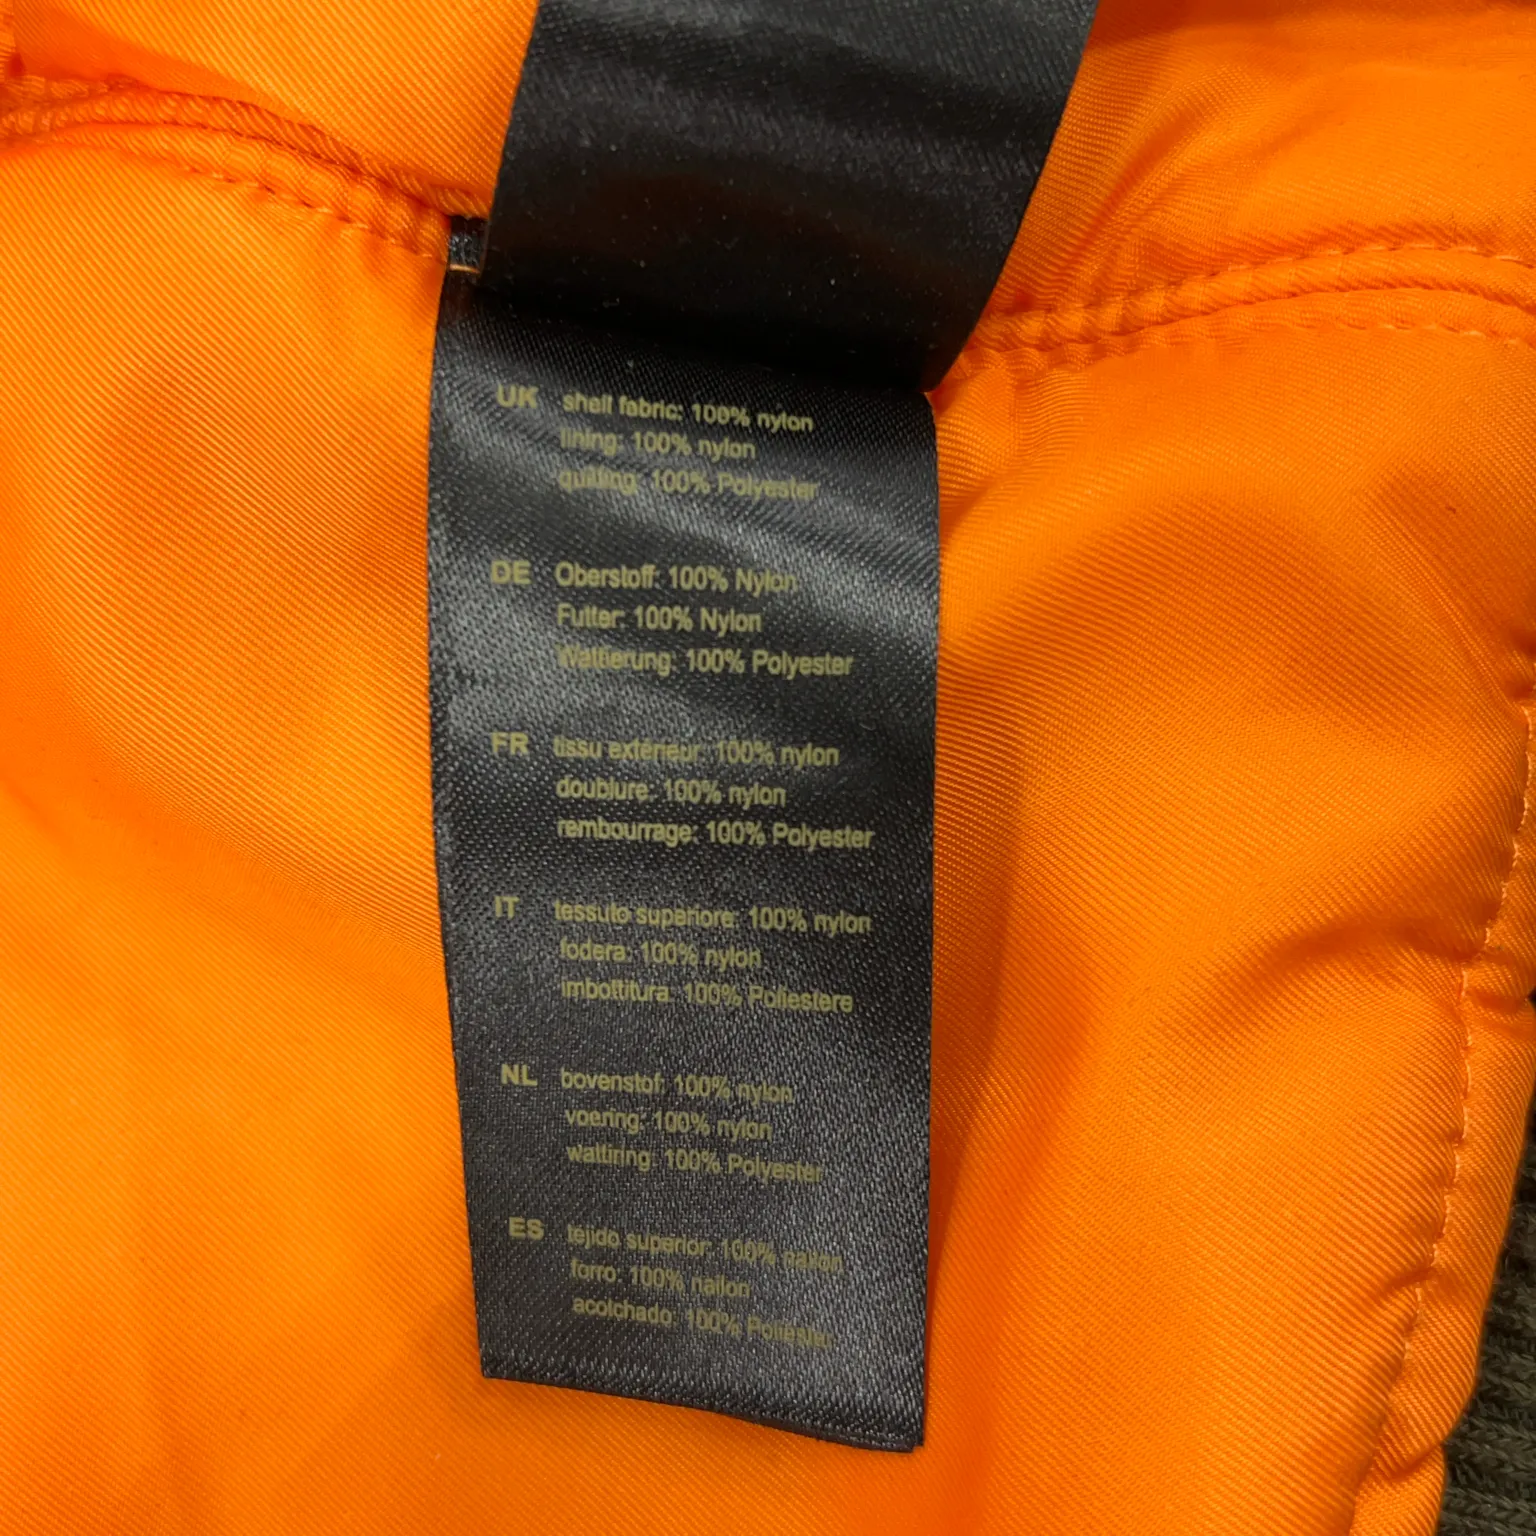 UK shell fabric: 100% nylon
lining: 100% nylon
quilting: 100% Polyester
DE Oberstoff: 100% Nylon
Futter: 100% Nylon
Wattierung: 100% Polyester
FR tissu extérieur: 100% nylon
doublure: 100% nylon
rembourrage: 100% Polyester
IT tessuto superiore: 100% nylon
fodera: 100% nylon
imbottitura: 100% Poliestere
NL bovenstof: 100% nylon
voering: 100% nylon
wattiring: 100% Polyester
ES tejido superior: 100% nailon
forro: 100% nailon
acolchado: 100% Poliester